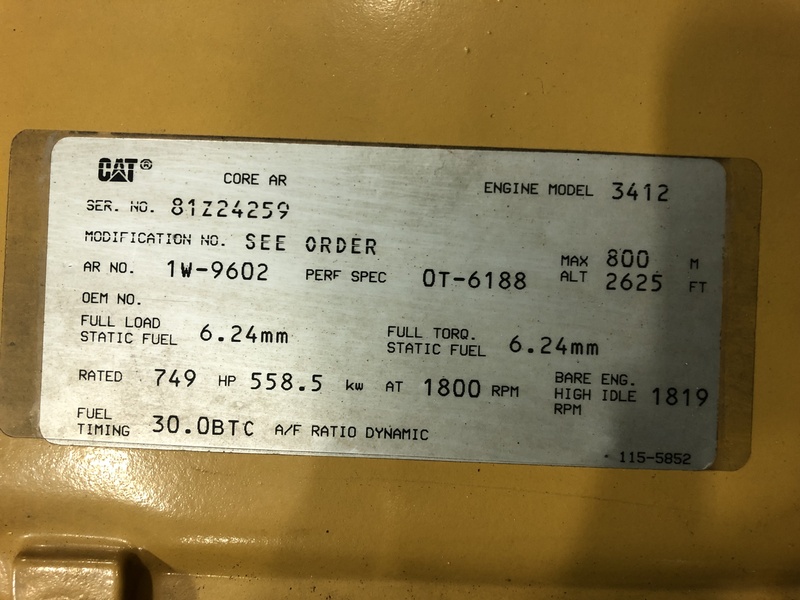 CAT®
CORE AR
ENGINE MODEL 3412
SER. NO. 81Z24259
MODIFICATION NO. SEE ORDER
AR NO. 1W-9602 PERF SPEC 0T-6188
MAX 800 M
ALT 2625 FT
OEM NO.
FULL LOAD
STATIC FUEL 6.24mm
FULL TORQ.
STATIC FUEL 6.24mm
RATED 749 HP 558.5 kw AT 1800 RPM
BARE ENG.
HIGH IDLE 1819
RPM
FUEL
TIMING 30.0BTC A/F RATIO DYNAMIC
115-5852